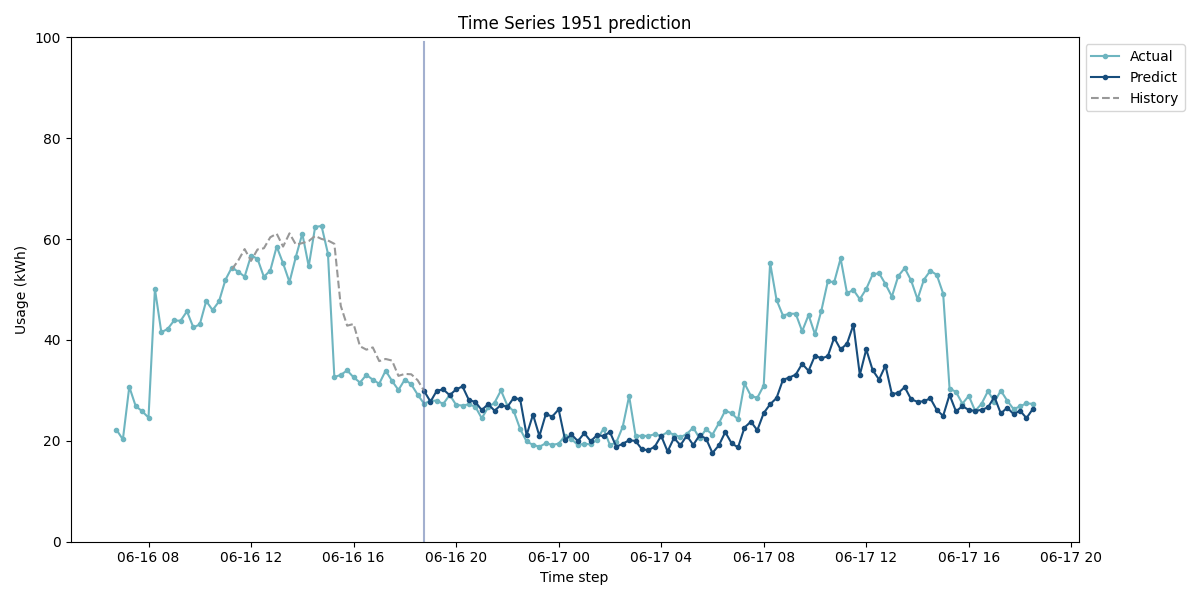 Time Series 1951 prediction
100
80
60
40
20
0
Usage (kWh)
06-16 08
06-16 12
06-16 16
06-16 20
06-17 00
06-17 04
06-17 08
06-17 12
06-17 16
06-17 20
Time step
Actual
Predict
History